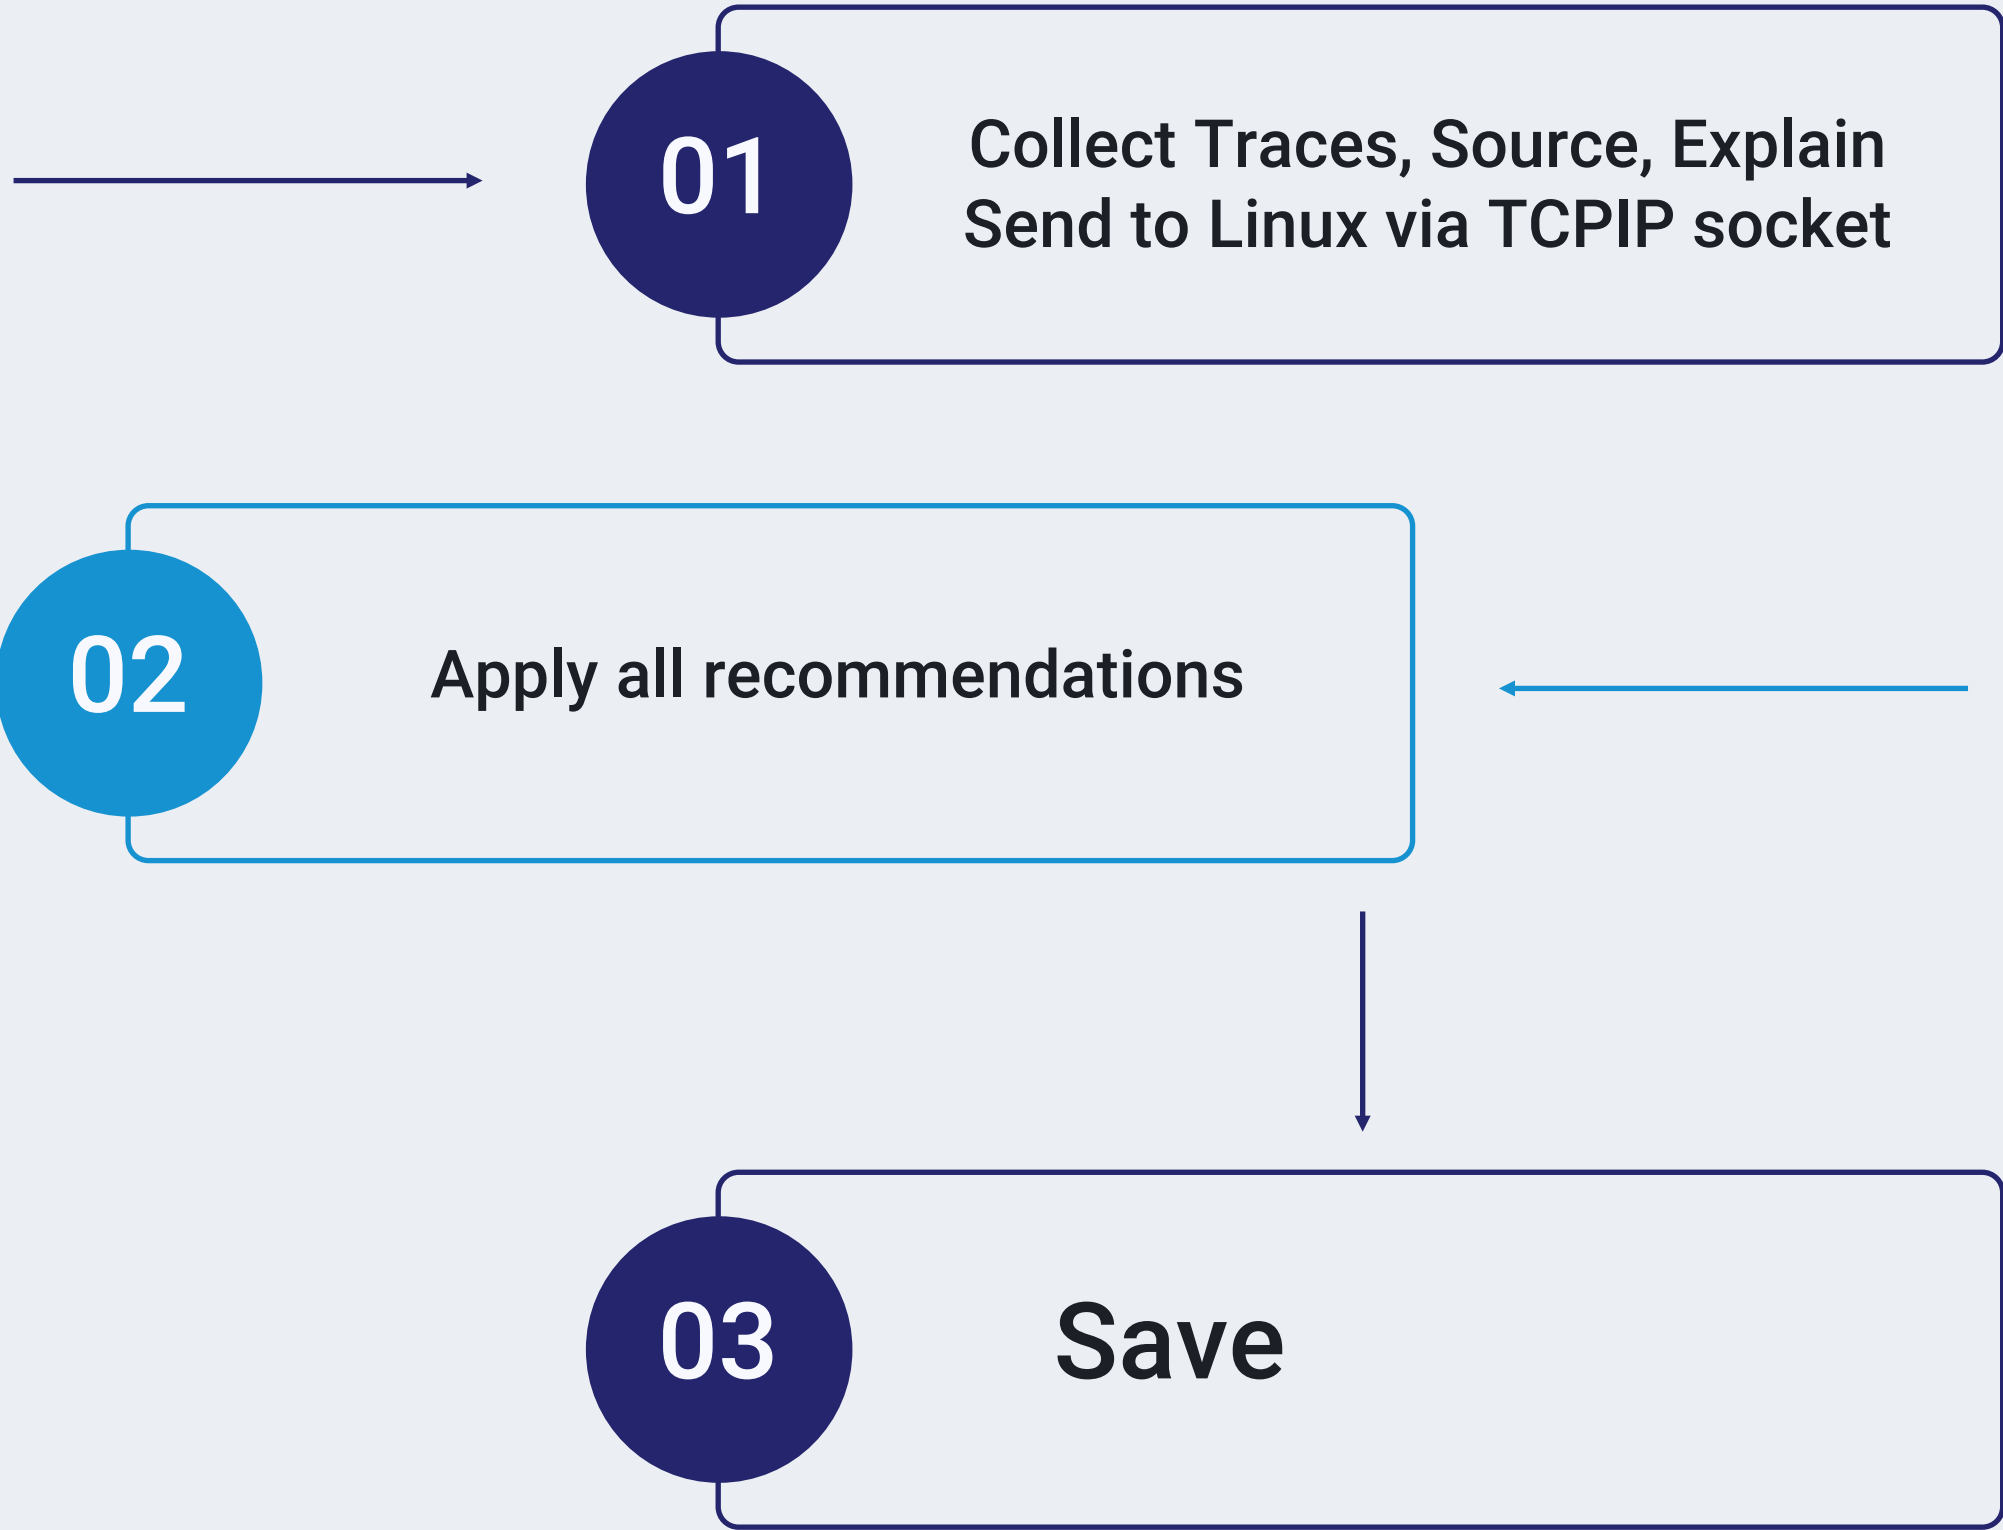 01
Collect Traces, Source, Explain
Send to Linux via TCPIP socket
02
Apply all recommendations
03
Save